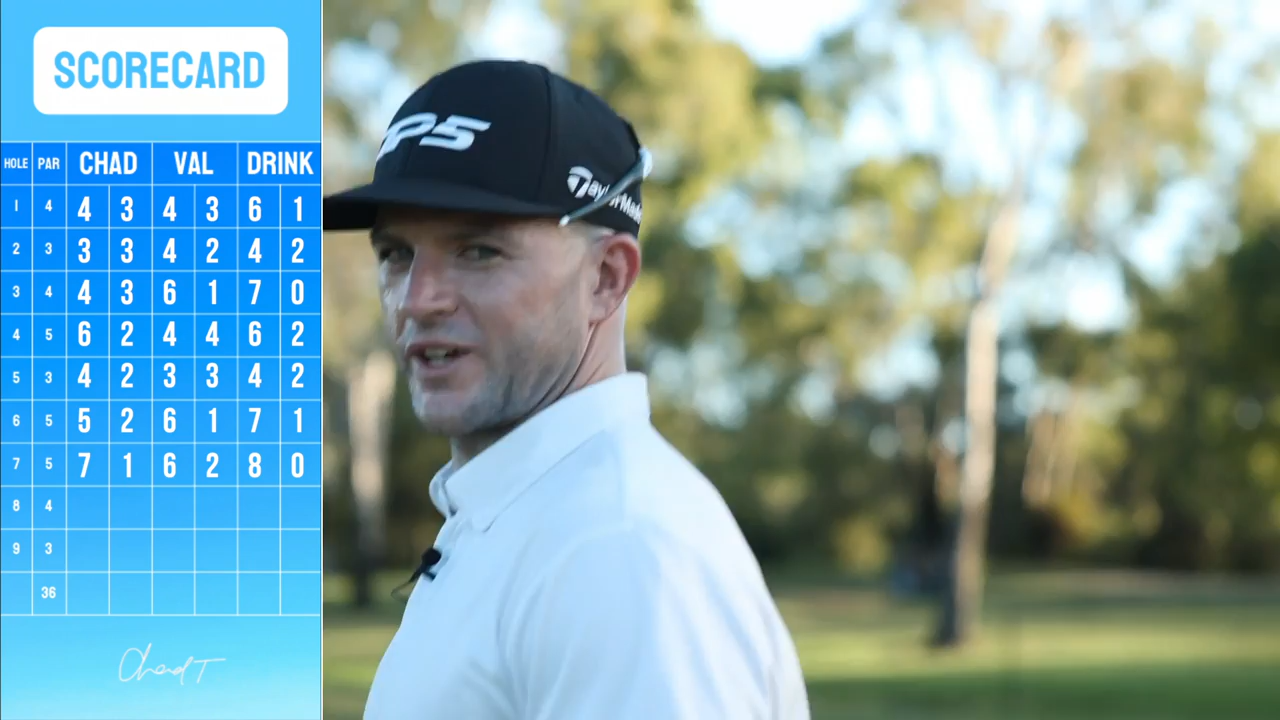 SCORECARD
HOLE PAR CHAD VAL DRINK
1 4 4 3 4 3 6 1
2 3 3 3 4 2 4 2
3 4 4 3 6 1 7 0
4 5 6 2 4 4 6 2
5 3 4 2 3 3 4 2
6 5 5 2 6 1 7 1
7 5 7 1 6 2 8 0
8 4
9 3
36
Chad T
TP5
TaylorMade